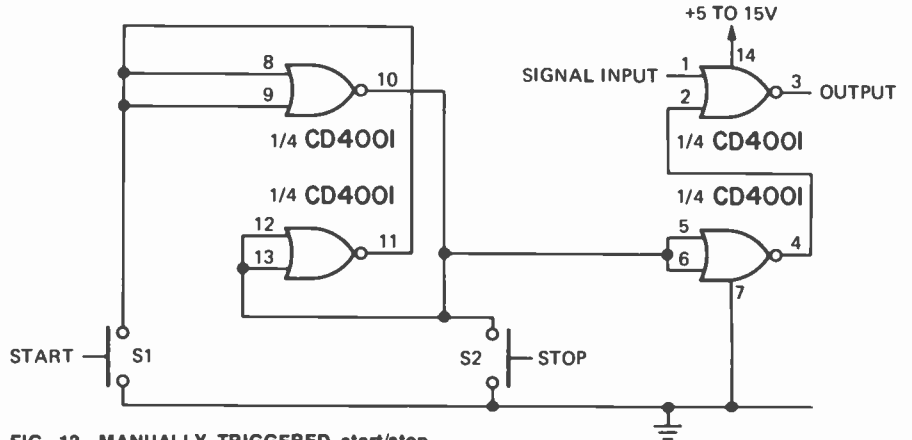 +5 TO 15V
14
8
10
SIGNAL INPUT
1
3
OUTPUT
9
2
1/4 CD4001
1/4 CD4001
1/4 CD4001
1/4 CD4001
12
11
5
4
13
6
7
START
S1
S2
STOP
FIG. 12—MANUALLY TRIGGERED start/stop